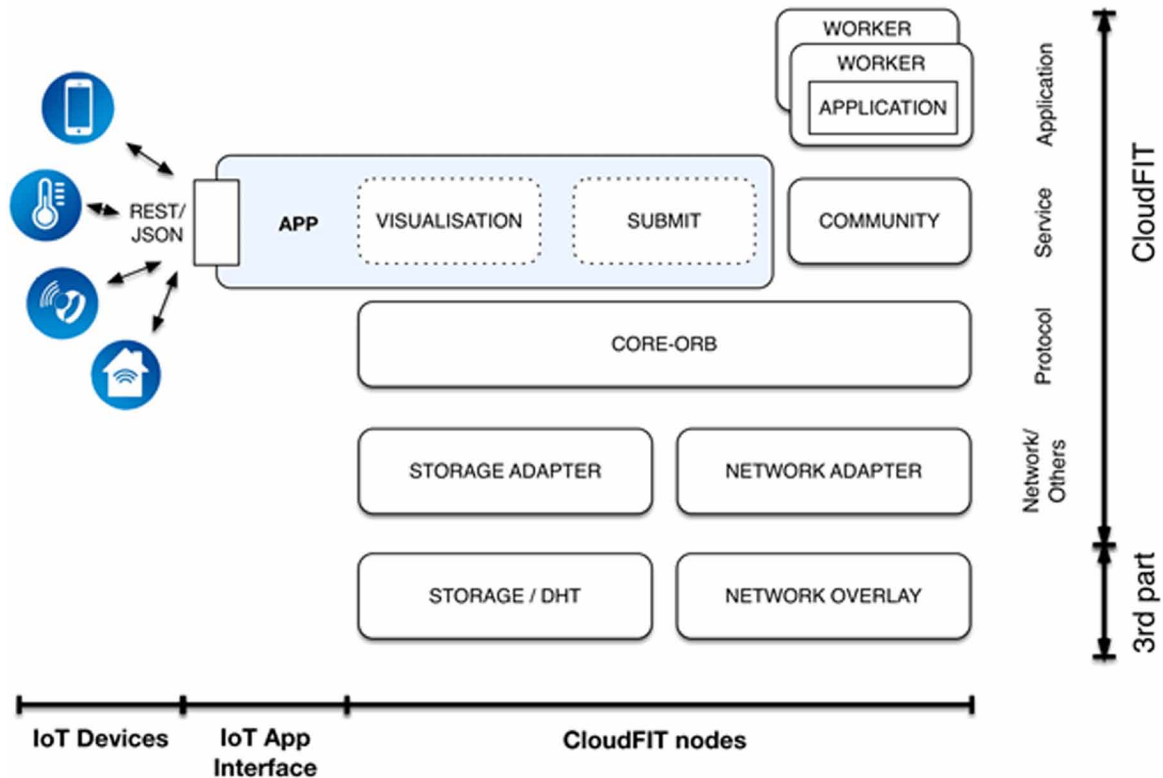 WORKER
WORKER
APPLICATION
Application
CloudFIT
REST/
JSON
APP
VISUALISATION
SUBMIT
COMMUNITY
Service
CORE-ORB
Protocol
STORAGE ADAPTER
NETWORK ADAPTER
Network/
Others
STORAGE / DHT
NETWORK OVERLAY
3rd part
IoT Devices
IoT App
Interface
CloudFIT nodes